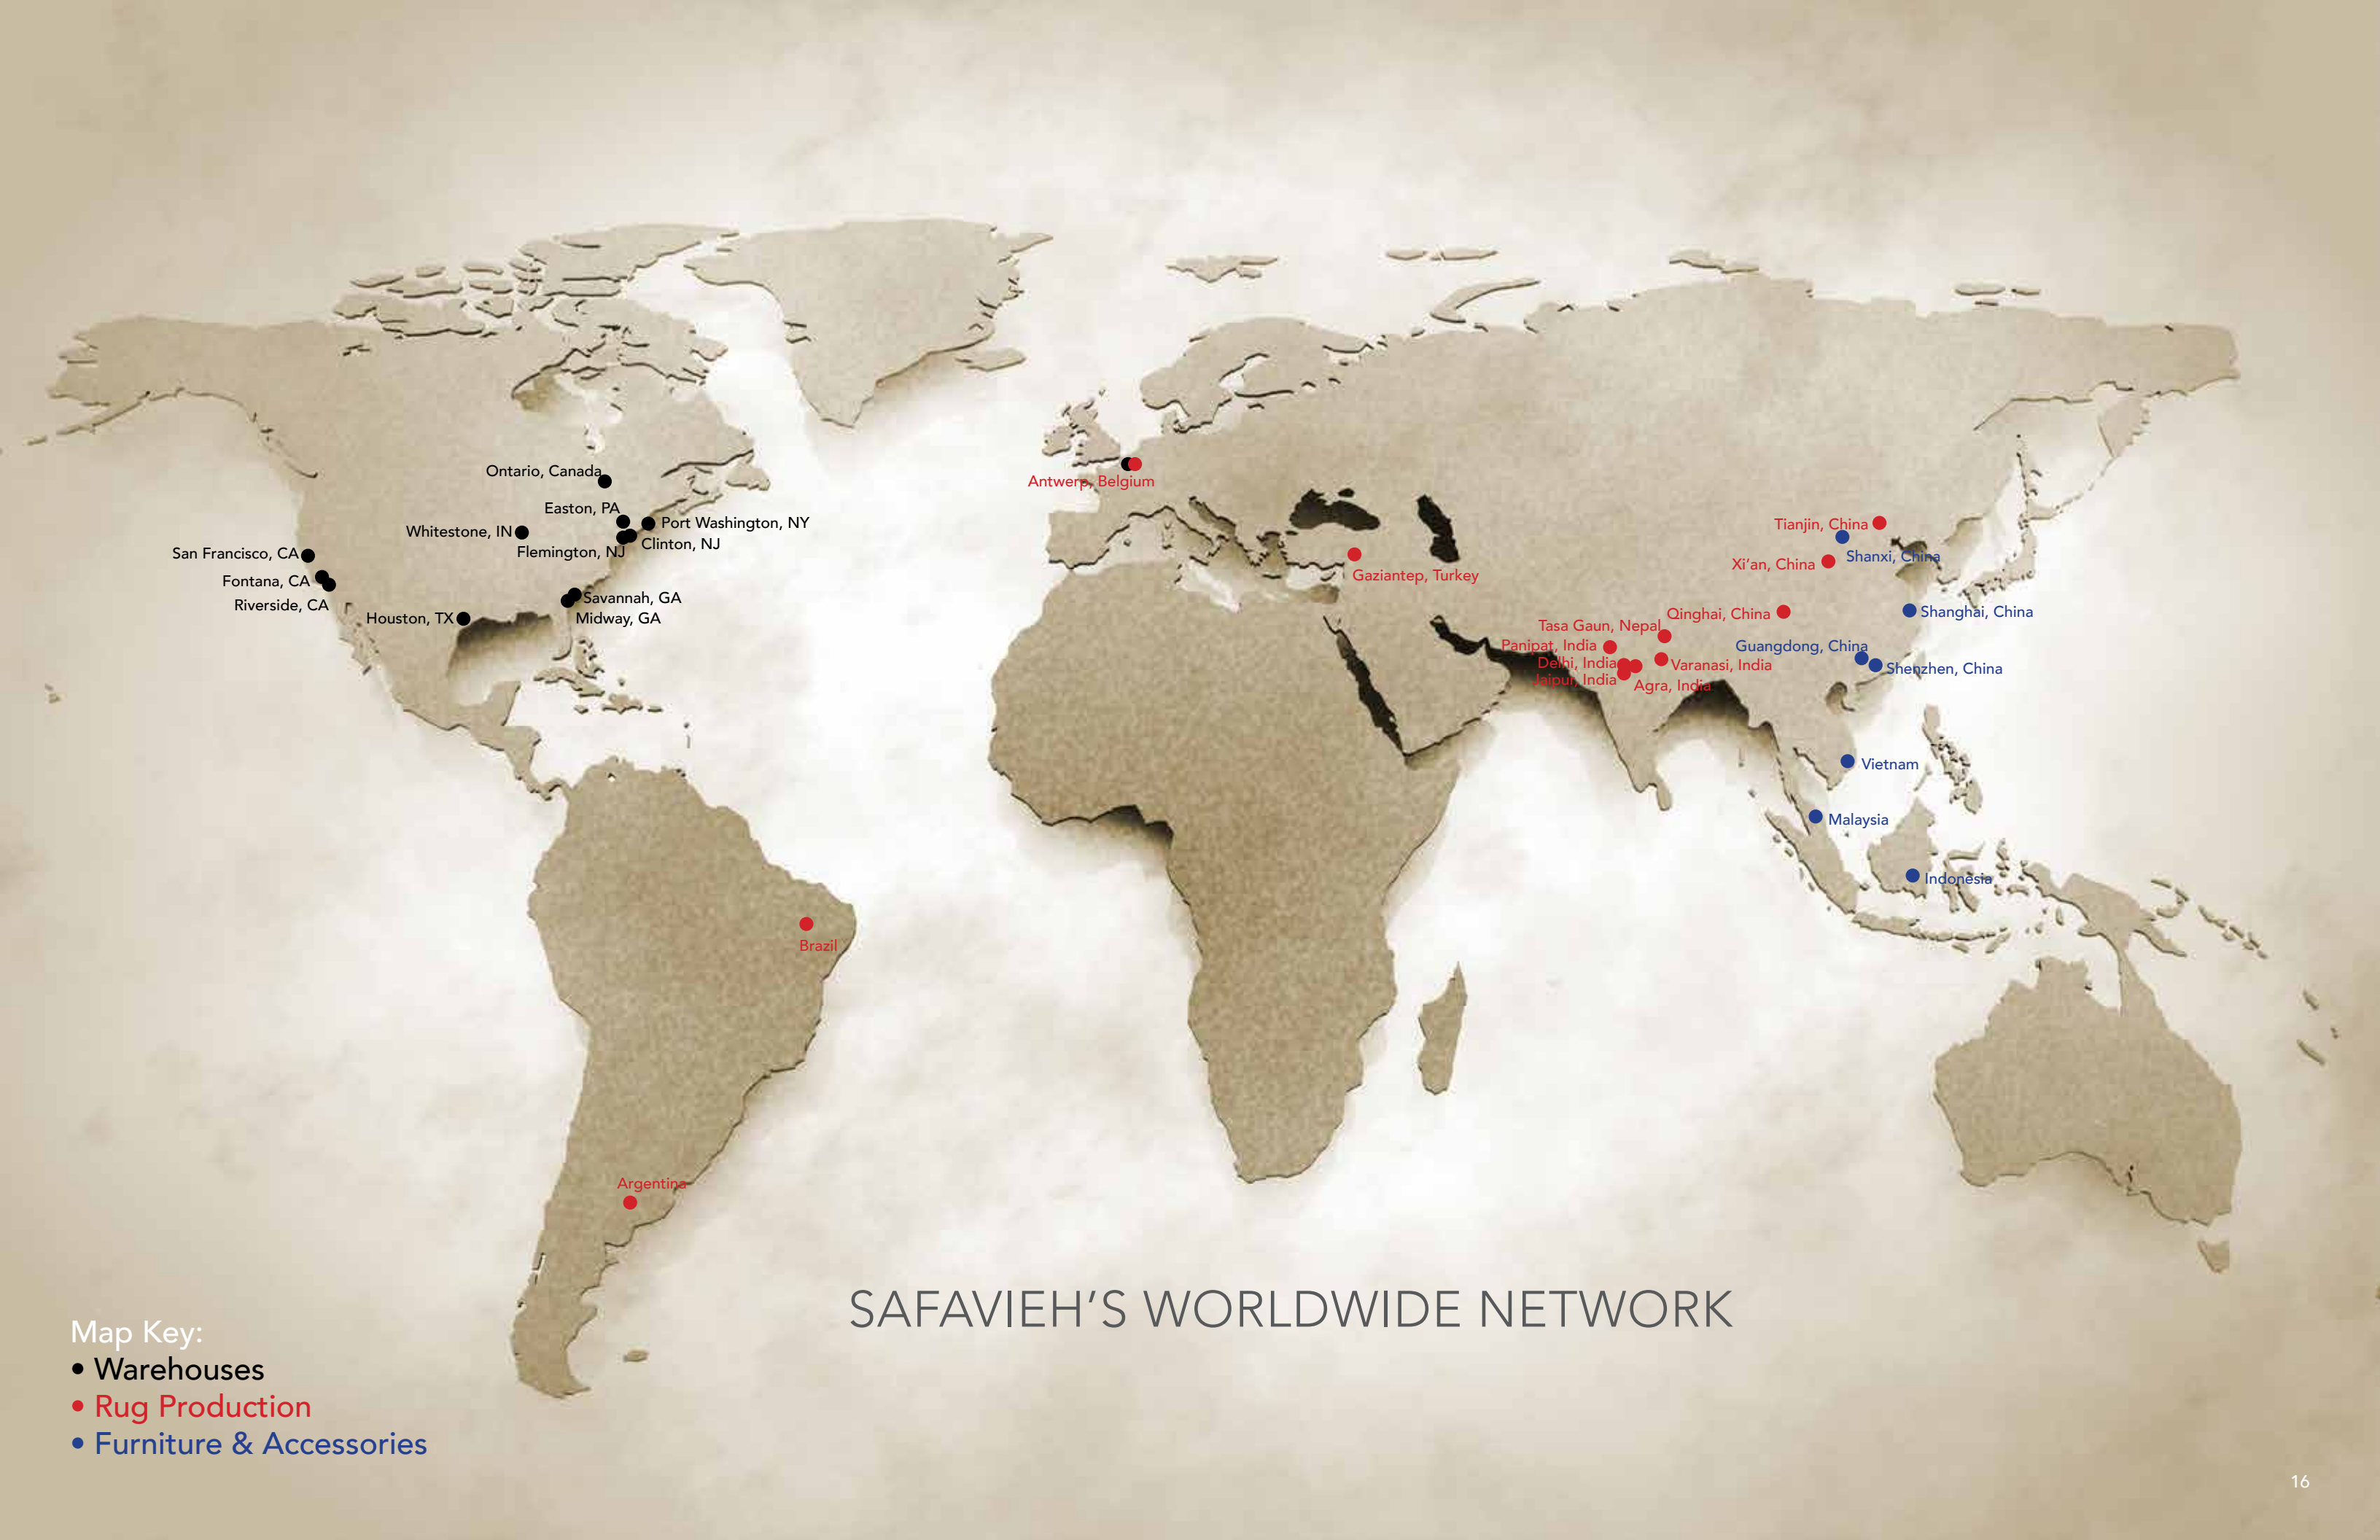 Ontario, Canada
Easton, PA
Port Washington, NY
Whitestone, IN
Clinton, NJ
Flemington, NJ
San Francisco, CA
Fontana, CA
Riverside, CA
Savannah, GA
Houston, TX
Midway, GA
Antwerp, Belgium
Gaziantep, Turkey
Tianjin, China
Shanxi, China
Xi’an, China
Qinghai, China
Shanghai, China
Tasa Gaun, Nepal
Panipat, India
Guangdong, China
Delhi, India
Varanasi, India
Shenzhen, China
Jaipur, India
Agra, India
Vietnam
Malaysia
Indonesia
Brazil
Argentina
SAFAVIEH’S WORLDWIDE NETWORK
Map Key:
• Warehouses
• Rug Production
• Furniture & Accessories
16